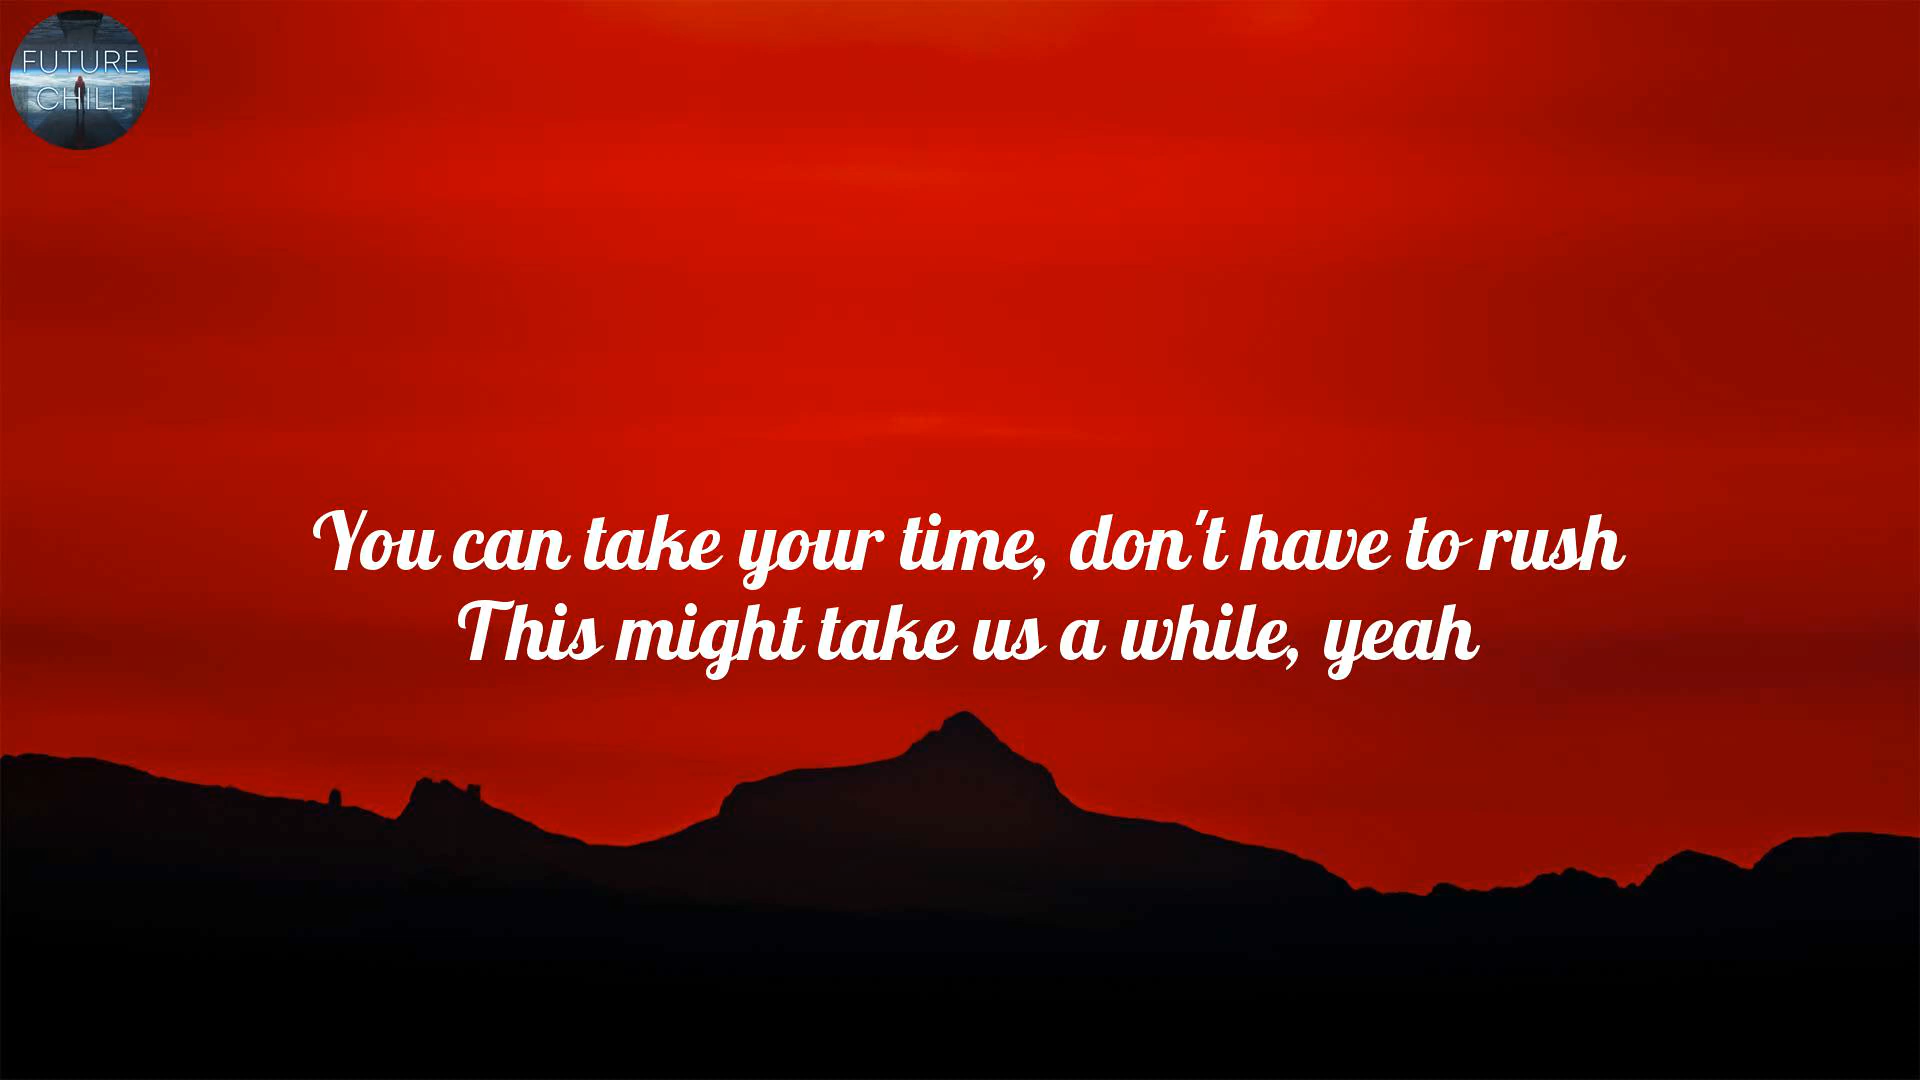 FUTURE
CHILL
You can take your time, don't have to rush
This might take us a while, yeah